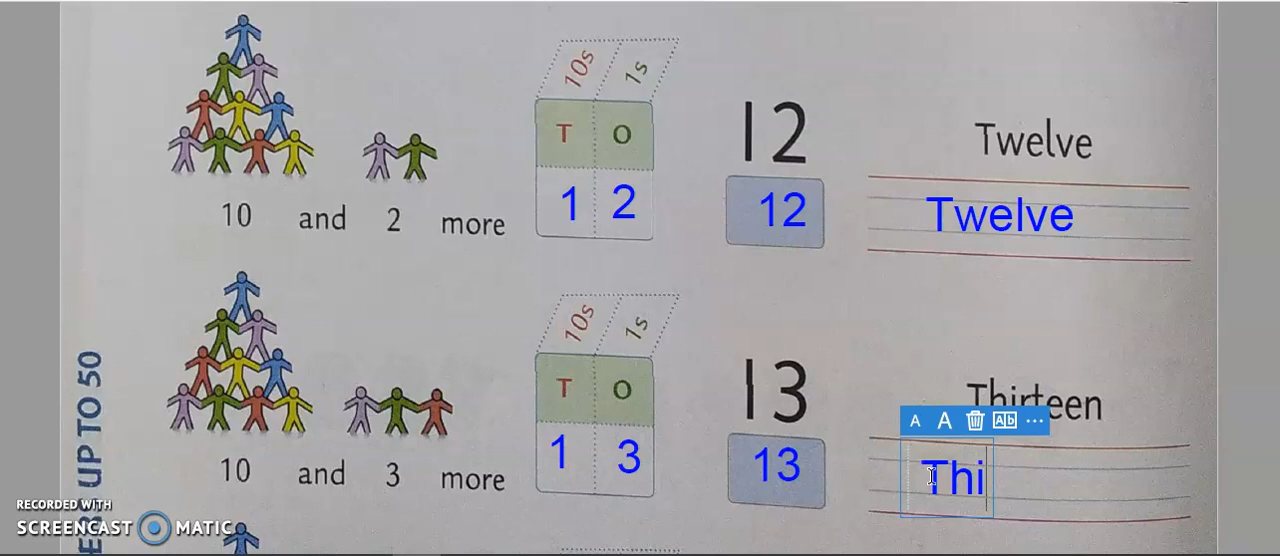 10s 1s
T O
1 2
12
12
Twelve
Twelve
10 and 2 more
10s 1s
T O
1 3
13
13
Thirteen
A A Ab ...
Thi
10 and 3 more
UP TO 50
RECORDED WITH
SCREENCAST MATIC